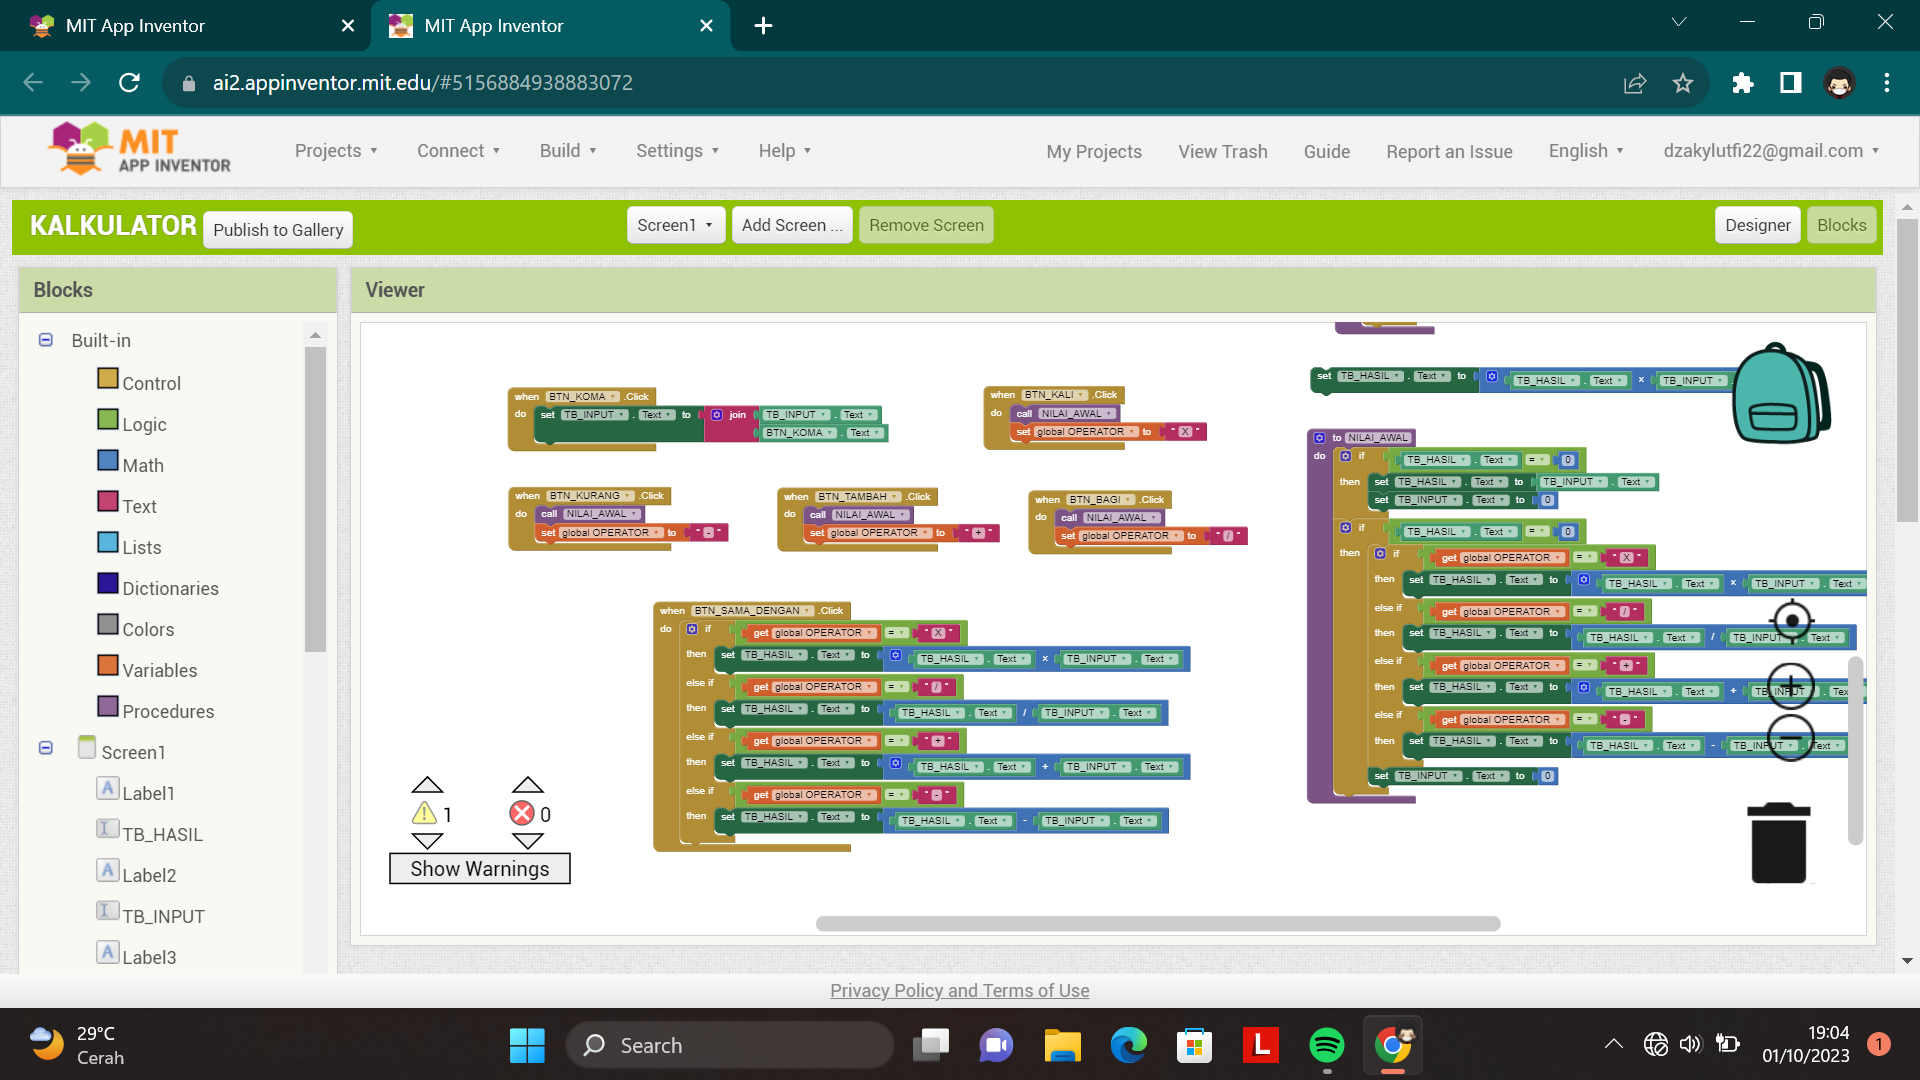 MIT App Inventor
MIT App Inventor
ai2.appinventor.mit.edu/#5156884938883072
MIT
APP INVENTOR
Projects Connect Build Settings Help My Projects View Trash Guide Report an Issue English dzakylutfi22@gmail.com
KALKULATOR Publish to Gallery Screen1 Add Screen ... Remove Screen Designer Blocks
Blocks
Built-in
Control
Logic
Math
Text
Lists
Dictionaries
Colors
Variables
Procedures
Screen1
Label1
TB_HASIL
Label2
TB_INPUT
Label3
Viewer
when BTN_KOMA .Click
do set TB_INPUT . Text to join TB_INPUT . Text
BTN_KOMA . Text
when BTN_KALI .Click
do call NILAI_AWAL
set global OPERATOR to " X "
when BTN_KURANG .Click
do call NILAI_AWAL
set global OPERATOR to " - "
when BTN_TAMBAH .Click
do call NILAI_AWAL
set global OPERATOR to " + "
when BTN_BAGI .Click
do call NILAI_AWAL
set global OPERATOR to " / "
when BTN_SAMA_DENGAN .Click
do if get global OPERATOR = " X "
then set TB_HASIL . Text to TB_HASIL . Text × TB_INPUT . Text
else if get global OPERATOR = " / "
then set TB_HASIL . Text to TB_HASIL . Text / TB_INPUT . Text
else if get global OPERATOR = " + "
then set TB_HASIL . Text to TB_HASIL . Text + TB_INPUT . Text
else if get global OPERATOR = " - "
then set TB_HASIL . Text to TB_HASIL . Text - TB_INPUT . Text
set TB_HASIL . Text to TB_HASIL . Text × TB_INPUT
to NILAI_AWAL
do if TB_HASIL . Text = 0
then set TB_HASIL . Text to TB_INPUT . Text
set TB_INPUT . Text to 0
if TB_HASIL . Text = 0
then if get global OPERATOR = " X "
then set TB_HASIL . Text to TB_HASIL . Text × TB_INPUT . Text
else if get global OPERATOR = " / "
then set TB_HASIL . Text to TB_HASIL . Text / TB_INPUT . Text
else if get global OPERATOR = " + "
then set TB_HASIL . Text to TB_HASIL . Text + TB_INPUT . Tex
else if get global OPERATOR = " - "
then set TB_HASIL . Text to TB_HASIL . Text - TB_INPUT . Text
set TB_INPUT . Text to 0
1 0
Show Warnings
Privacy Policy and Terms of Use
29°C
Cerah
Search
L
19:04
01/10/2023
1